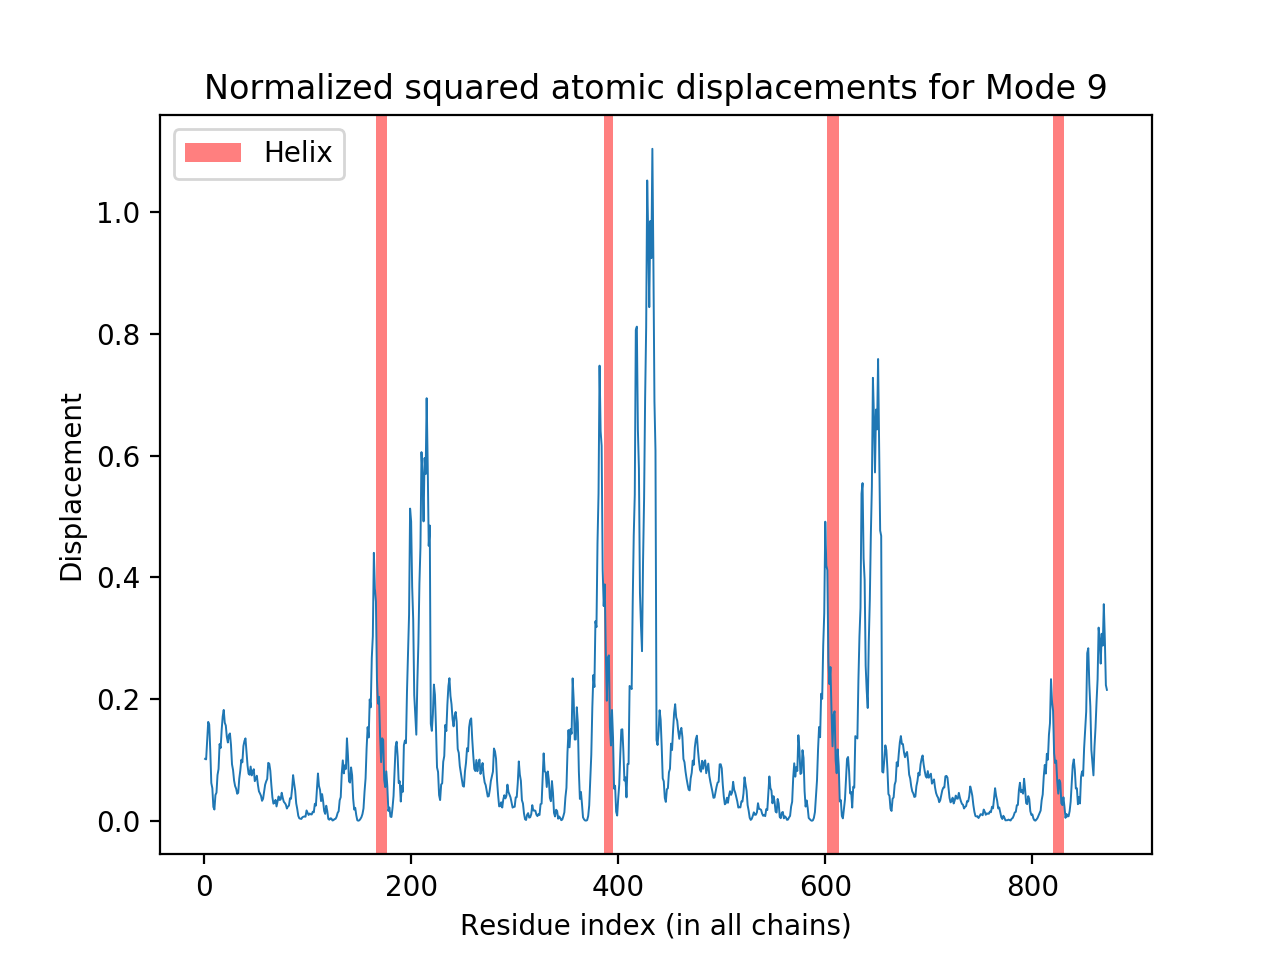 Normalized squared atomic displacements for Mode 9
Helix
1.0
0.8
0.6
0.4
0.2
0.0
Displacement
0 200 400 600 800
Residue index (in all chains)